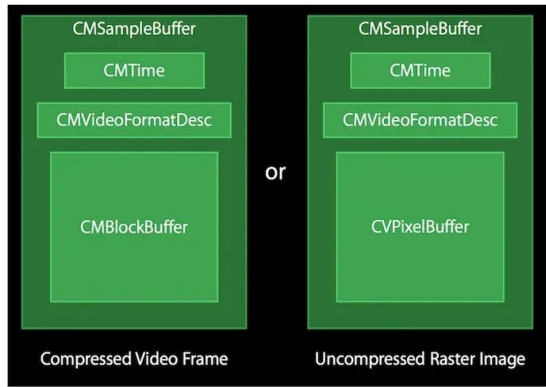 CMSampleBuffer
CMTime
CMVideoFormatDesc
CMBlockBuffer
Compressed Video Frame
or
CMSampleBuffer
CMTime
CMVideoFormatDesc
CVPixelBuffer
Uncompressed Raster Image